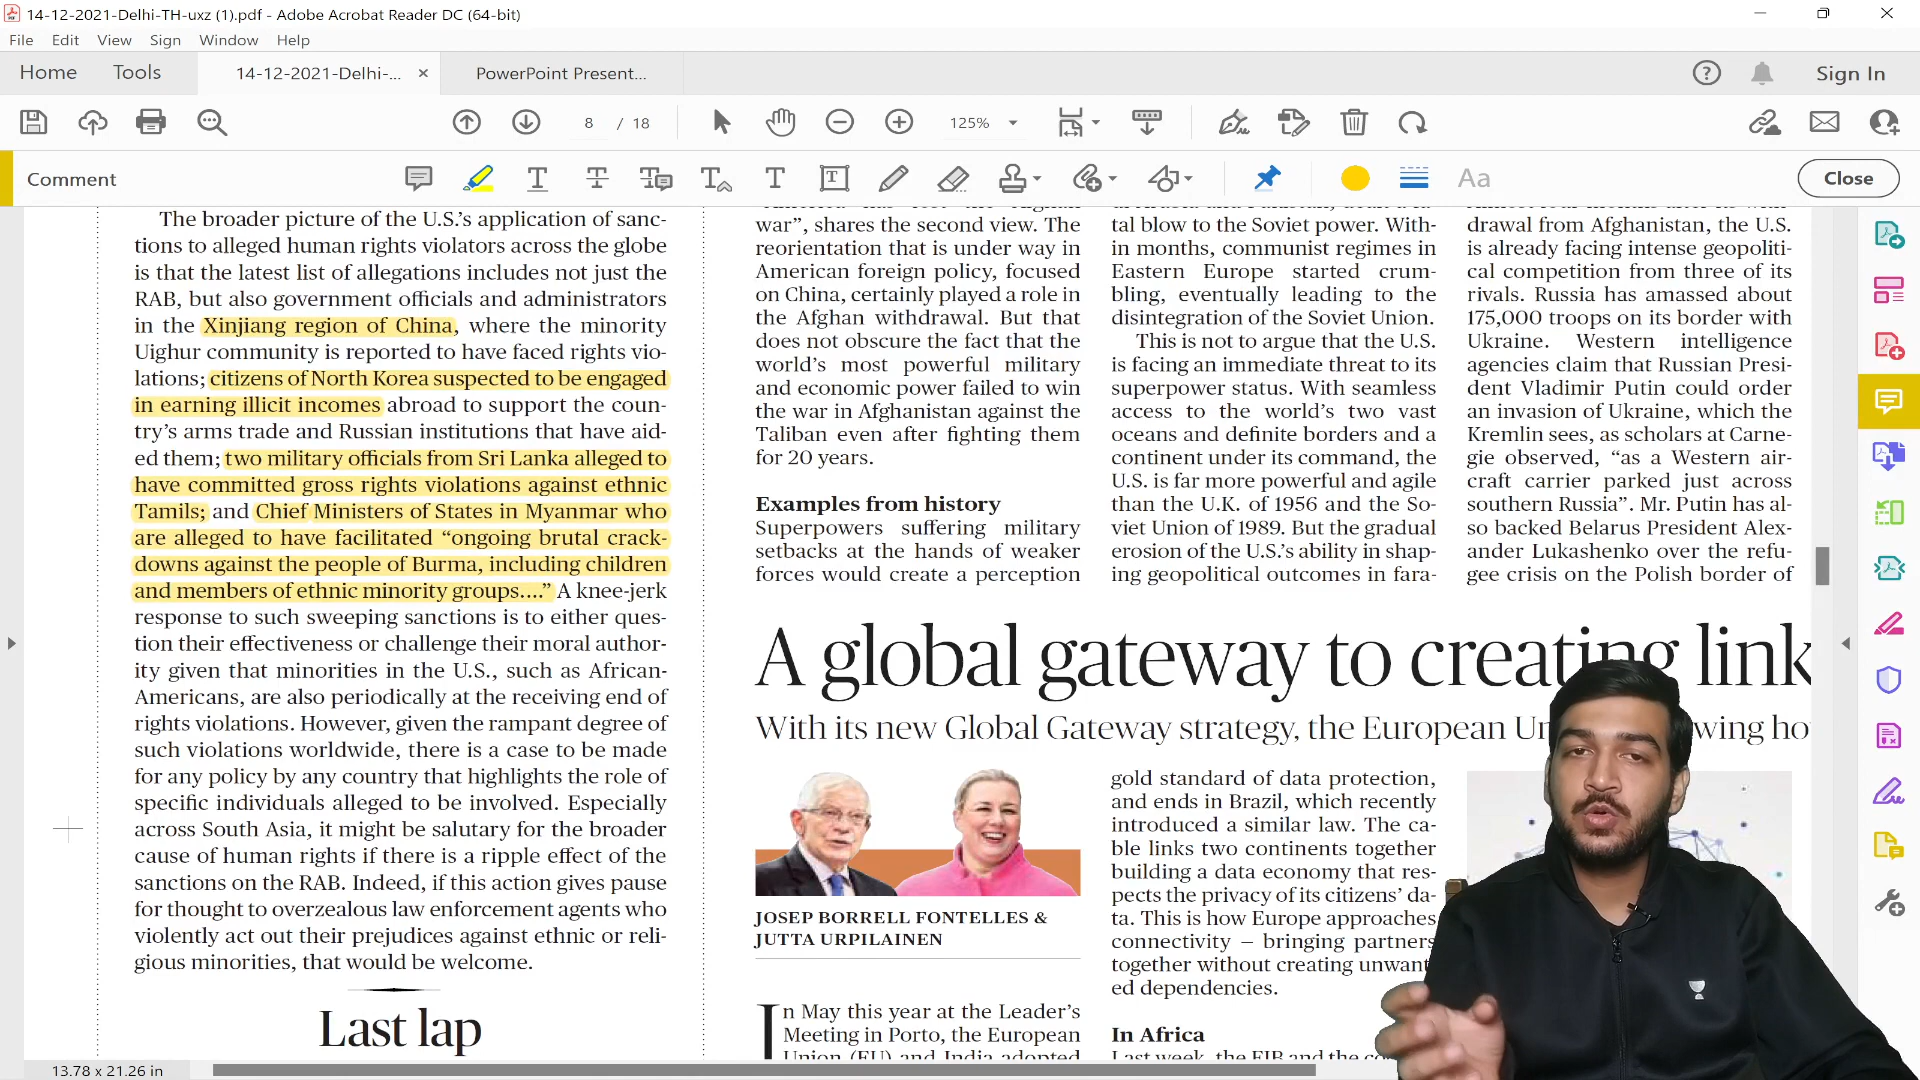 14-12-2021-Delhi-TH-uxz (1).pdf - Adobe Acrobat Reader DC (64-bit)
File Edit View Sign Window Help
Home Tools 14-12-2021-Delhi-... PowerPoint Present... Sign In
8 / 18 125%
Comment Aa Close
The broader picture of the U.S.'s application of sanc-
tions to alleged human rights violators across the globe
is that the latest list of allegations includes not just the
RAB, but also government officials and administrators
in the Xinjiang region of China, where the minority
Uighur community is reported to have faced rights vio-
lations; citizens of North Korea suspected to be engaged
in earning illicit incomes abroad to support the coun-
try's arms trade and Russian institutions that have aid-
ed them; two military officials from Sri Lanka alleged to
have committed gross rights violations against ethnic
Tamils; and Chief Ministers of States in Myanmar who
are alleged to have facilitated “ongoing brutal crack-
downs against the people of Burma, including children
and members of ethnic minority groups....” A knee-jerk
response to such sweeping sanctions is to either ques-
tion their effectiveness or challenge their moral author-
ity given that minorities in the U.S., such as African-
Americans, are also periodically at the receiving end of
rights violations. However, given the rampant degree of
such violations worldwide, there is a case to be made
for any policy by any country that highlights the role of
specific individuals alleged to be involved. Especially
across South Asia, it might be salutary for the broader
cause of human rights if there is a ripple effect of the
sanctions on the RAB. Indeed, if this action gives pause
for thought to overzealous law enforcement agents who
violently act out their prejudices against ethnic or reli-
gious minorities, that would be welcome.
Last lap
war”, shares the second view. The
reorientation that is under way in
American foreign policy, focused
on China, certainly played a role in
the Afghan withdrawal. But that
does not obscure the fact that the
world's most powerful military
and economic power failed to win
the war in Afghanistan against the
Taliban even after fighting them
for 20 years.
Examples from history
Superpowers suffering military
setbacks at the hands of weaker
forces would create a perception
tal blow to the Soviet power. With-
in months, communist regimes in
Eastern Europe started crum-
bling, eventually leading to the
disintegration of the Soviet Union.
This is not to argue that the U.S.
is facing an immediate threat to its
superpower status. With seamless
access to the world's two vast
oceans and definite borders and a
continent under its command, the
U.S. is far more powerful and agile
than the U.K. of 1956 and the So-
viet Union of 1989. But the gradual
erosion of the U.S.'s ability in shap-
ing geopolitical outcomes in fara-
drawal from Afghanistan, the U.S.
is already facing intense geopoliti-
cal competition from three of its
rivals. Russia has amassed about
175,000 troops on its border with
Ukraine. Western intelligence
agencies claim that Russian Presi-
dent Vladimir Putin could order
an invasion of Ukraine, which the
Kremlin sees, as scholars at Carne-
gie observed, “as a Western air-
craft carrier parked just across
southern Russia”. Mr. Putin has al-
so backed Belarus President Alex-
ander Lukashenko over the refu-
gee crisis on the Polish border of
A global gateway to creating link
With its new Global Gateway strategy, the European Un wing ho
JOSEP BORRELL FONTELLES &
JUTTA URPILAINEN
In May this year at the Leader's
Meeting in Porto, the European
Union (EU) and India adopted
gold standard of data protection,
and ends in Brazil, which recently
introduced a similar law. The ca-
ble links two continents together
building a data economy that res-
pects the privacy of its citizens' da-
ta. This is how Europe approaches
connectivity – bringing partners
together without creating unwant
ed dependencies.
In Africa
Last week, the EIB and the co
13.78 x 21.26 in